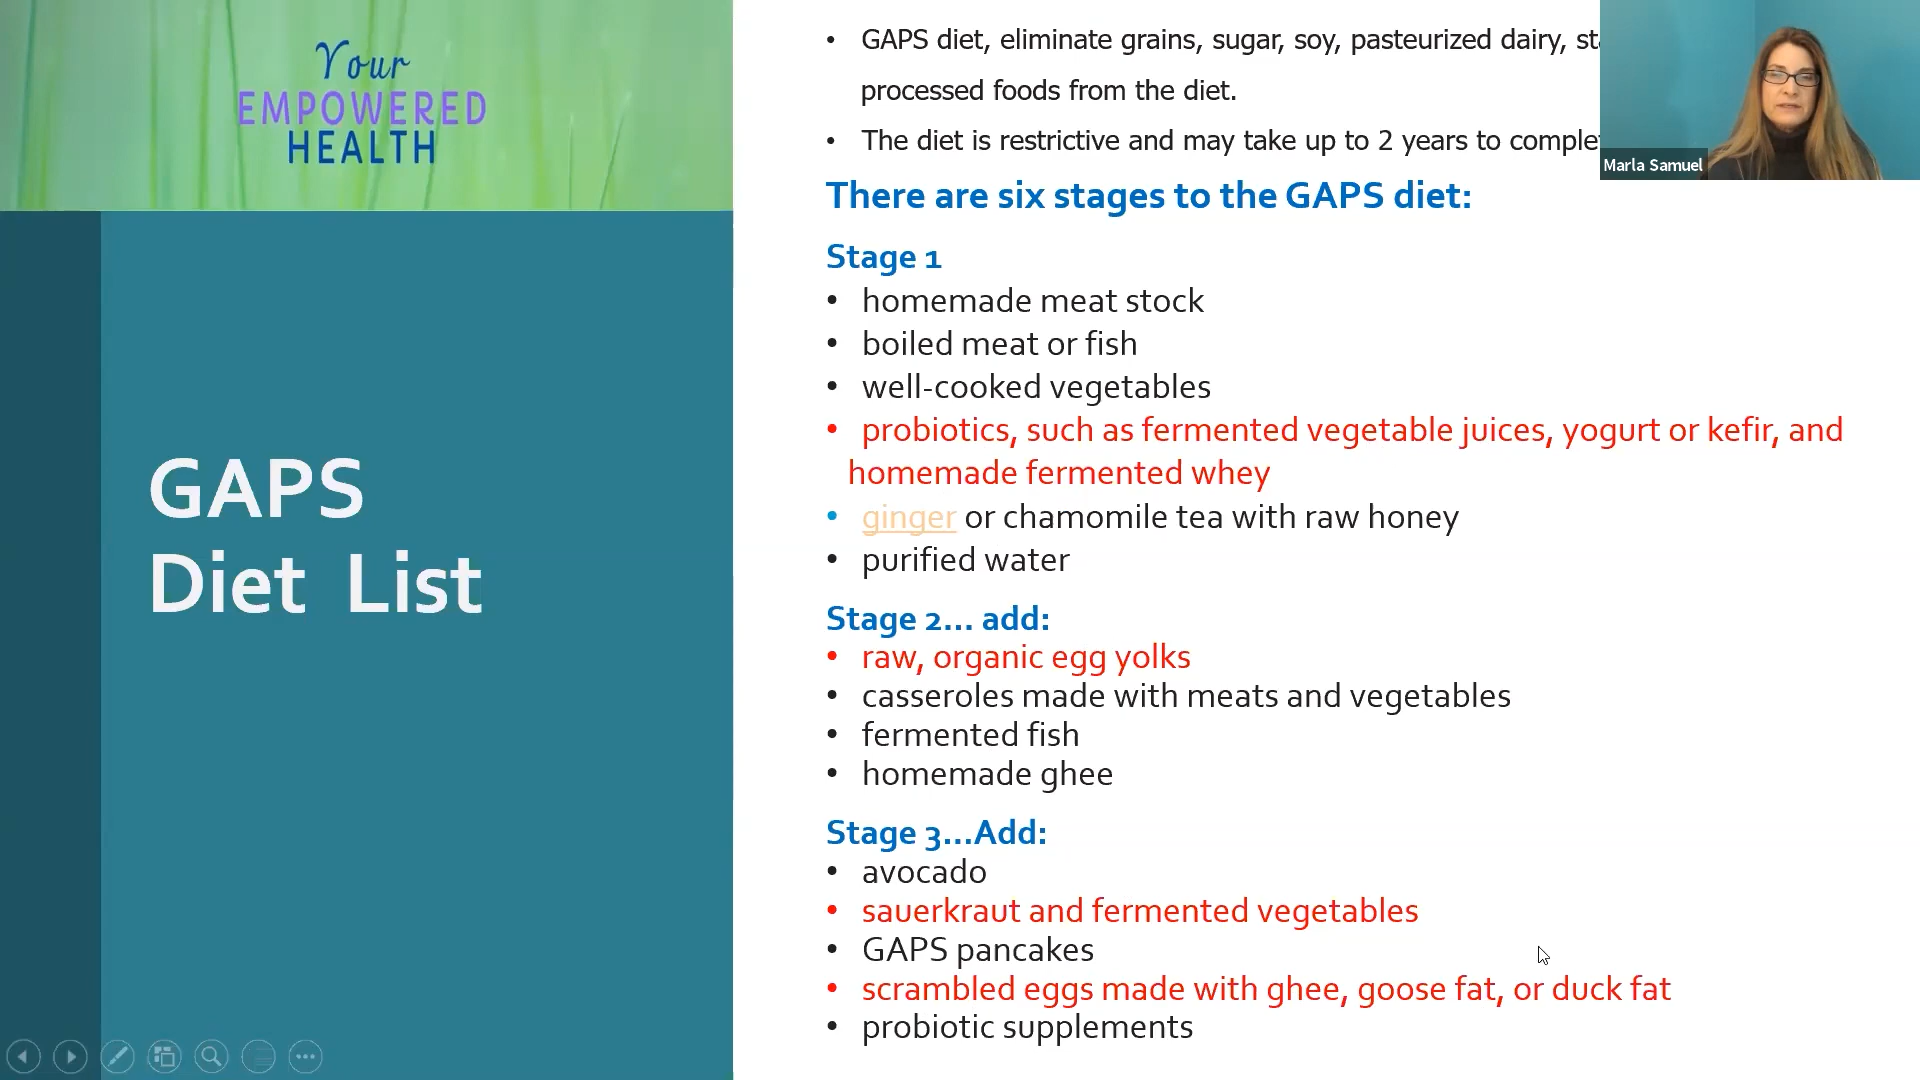 Your
EMPOWERED
HEALTH
GAPS
Diet List
• GAPS diet, eliminate grains, sugar, soy, pasteurized dairy,
processed foods from the diet.
• The diet is restrictive and may take up to 2 years to
There are six stages to the GAPS diet:
Stage 1
• homemade meat stock
• boiled meat or fish
• well-cooked vegetables
• probiotics, such as fermented vegetable juices, yogurt or kefir, and
homemade fermented whey
• ginger or chamomile tea with raw honey
• purified water
Stage 2... add:
• raw, organic egg yolks
• casseroles made with meats and vegetables
• fermented fish
• homemade ghee
Stage 3...Add:
• avocado
• sauerkraut and fermented vegetables
• GAPS pancakes
• scrambled eggs made with ghee, goose fat, or duck fat
• probiotic supplements
Marla Samuel